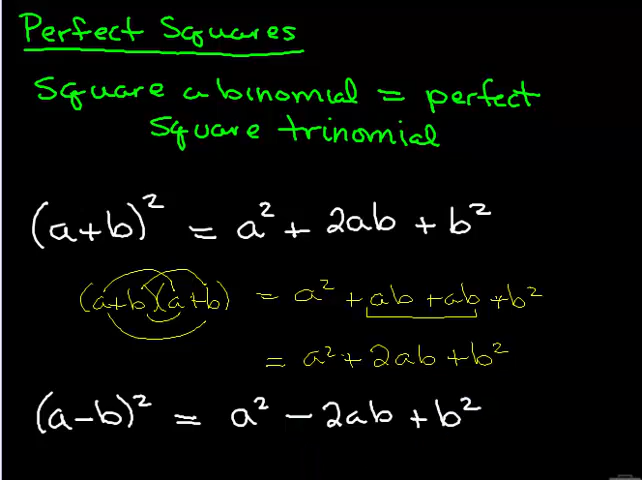 Perfect Squares
Square a binomial = perfect
Square trinomial
(a+b)² = a² + 2ab + b²
(a+b)(a+b) = a² + ab + ab + b²
= a² + 2ab + b²
(a-b)² = a² - 2ab + b²